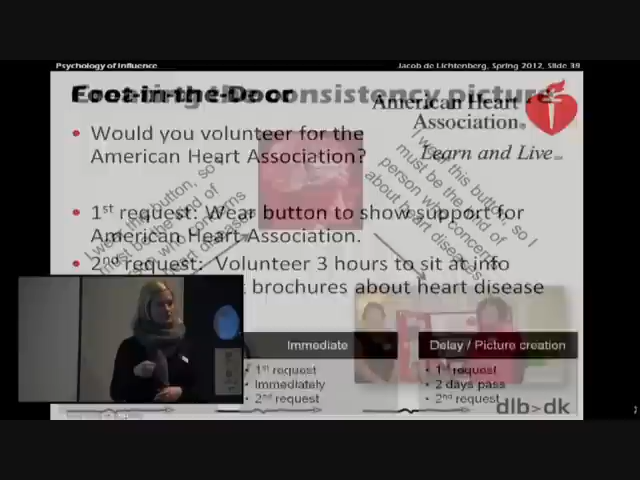 Psychology of Influence
Jacob de Lichtenberg, Spring 2012, Slide 39
Foot-in-the-Door
consistency picture
American Heart
Association®
Learn and Live™
• Would you volunteer for the
American Heart Association?
I wear this button, so I
must be the kind of
person who concerns
about heart diseases
• 1st request: Wear button to show support for
American Heart Association.
• 2nd request: Volunteer 3 hours to sit at info
brochures about heart disease
Immediate
• 1st request
• Immediately
• 2nd request
Delay / Picture creation
• 1st request
• 2 days pass
• 2nd request
dlb>dk